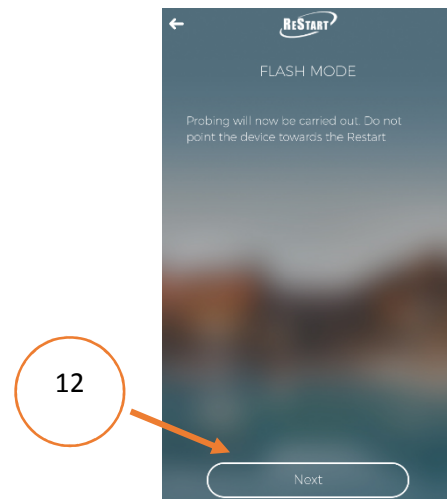 ReStart
FLASH MODE
Probing will now be carried out. Do not
point the device towards the Restart
12
Next